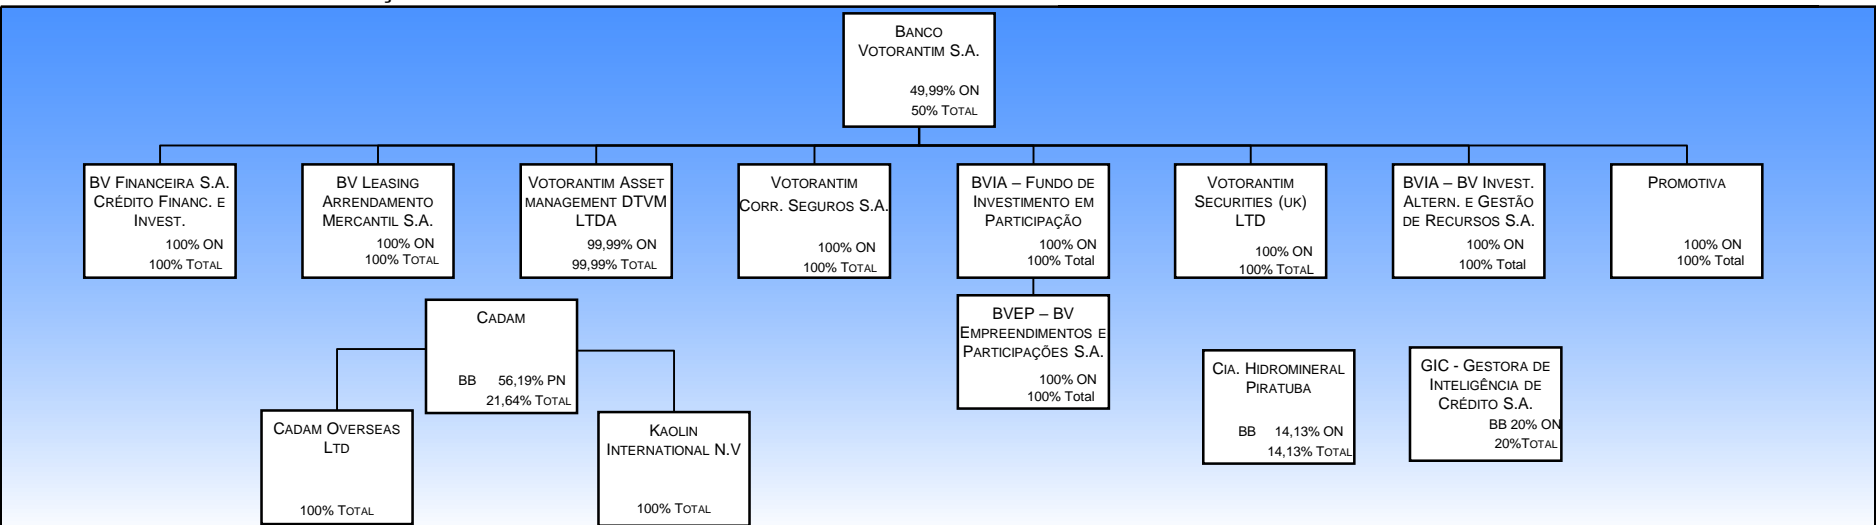 BANCO
VOTORANTIM S.A.
49,99% ON
50% TOTAL
BV FINANCEIRA S.A.
CRÉDITO FINANC. E
INVEST.
100% ON
100% TOTAL
BV LEASING
ARRENDAMENTO
MERCANTIL S.A.
100% ON
100% TOTAL
VOTORANTIM ASSET
MANAGEMENT DTVM
LTDA
99,99% ON
99,99% TOTAL
VOTORANTIM
CORR. SEGUROS S.A.
100% ON
100% TOTAL
BVIA – FUNDO DE
INVESTIMENTO EM
PARTICIPAÇÃO
100% ON
100% Total
VOTORANTIM
SECURITIES (UK)
LTD
100% ON
100% TOTAL
BVIA – BV INVEST.
ALTERN. E GESTÃO
DE RECURSOS S.A.
100% ON
100% Total
PROMOTIVA
100% ON
100% Total
BVEP – BV
EMPREENDIMENTOS E
PARTICIPAÇÕES S.A.
100% ON
100% Total
CADAM
BB 56,19% PN
21,64% TOTAL
CADAM OVERSEAS
LTD
100% TOTAL
KAOLIN
INTERNATIONAL N.V
100% TOTAL
CIA. HIDROMINERAL
PIRATUBA
BB 14,13% ON
14,13% TOTAL
GIC - GESTORA DE
INTELIGÊNCIA DE
CRÉDITO S.A.
BB 20% ON
20%TOTAL